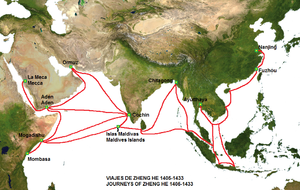 Nanjing
Ormuz
La Meca
Mecca
Chittagong
Fuzhou
Aden
Aden
Ayutthaya
Cochin
Mogadishu
Islas Maldivas
Maldives Islands
Mombasa
VIAJES DE ZHENG HE 1405-1433
JOURNEYS OF ZHENG HE 1405-1433